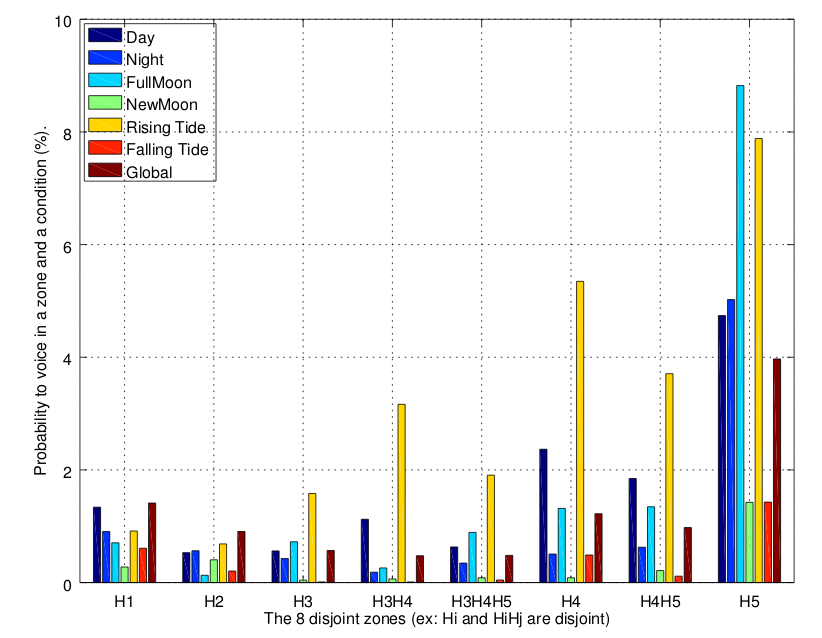 Probability to voice in a zone and a condition (%).
10
8
6
4
2
0
Day
Night
FullMoon
NewMoon
Rising Tide
Falling Tide
Global
H1 H2 H3 H3H4 H3H4H5 H4 H4H5 H5
The 8 disjoint zones (ex: Hi and HiHj are disjoint)